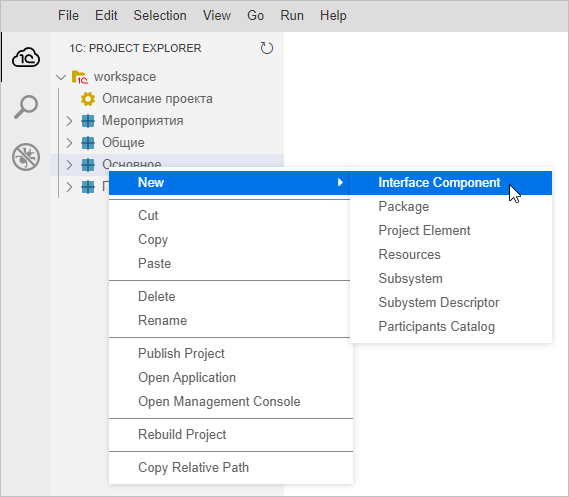 File Edit Selection View Go Run Help
1C: PROJECT EXPLORER
workspace
Описание проекта
Мероприятия
Общие
Основное
New
Cut
Copy
Paste
Delete
Rename
Publish Project
Open Application
Open Management Console
Rebuild Project
Copy Relative Path
Interface Component
Package
Project Element
Resources
Subsystem
Subystem Descriptor
Participants Catalog